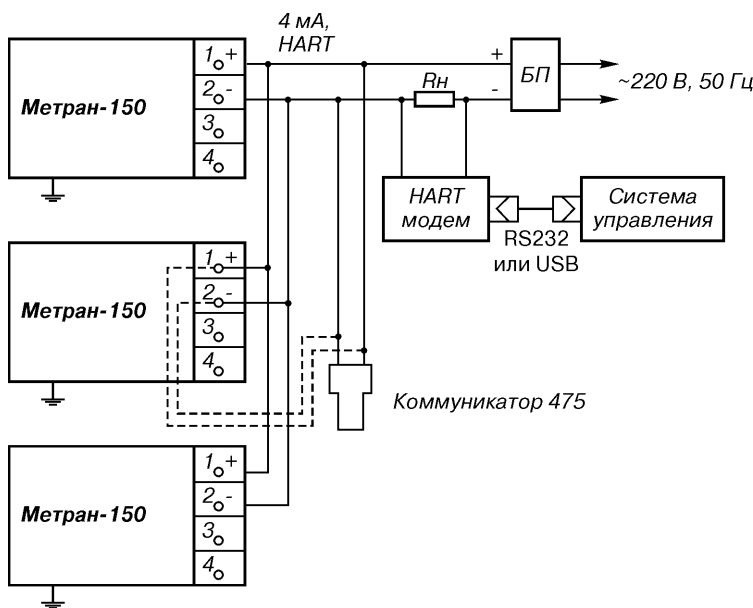 4 мА,
HART
Метран-150
1 +
2 -
3
4
Rн
+
-
БП
~220 В, 50 Гц
HART
модем
RS232
или USB
Система
управления
Метран-150
1 +
2 -
3
4
Коммуникатор 475
Метран-150
1 +
2 -
3
4